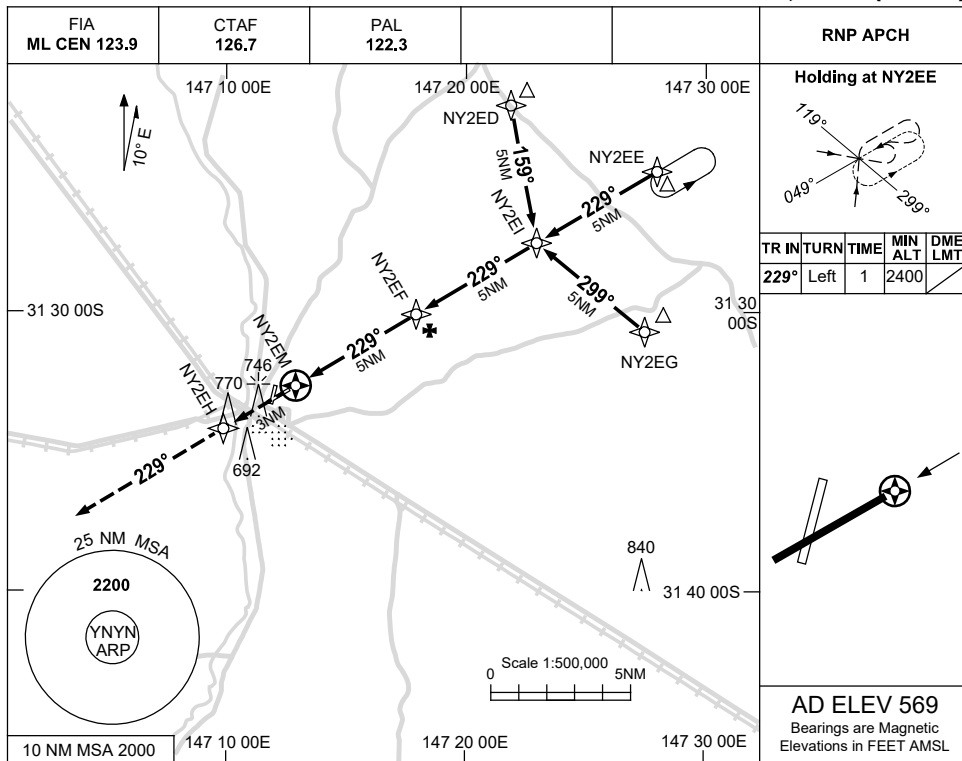 FIA
ML CEN 123.9
CTAF
126.7
PAL
122.3
RNP APCH
147 10 00E
147 20 00E
147 30 00E
10° E
NY2ED
159°
5NM
NY2EE
229°
5NM
NY2EI
229°
5NM
299°
5NM
NY2EG
NY2EF
229°
5NM
NY2EM
31 30 00S
31 30
00S
746
770
3NM
NY2EH
692
229°
25 NM MSA
2200
YNYN
ARP
840
31 40 00S
Scale 1:500,000
0
5NM
10 NM MSA 2000
147 10 00E
147 20 00E
147 30 00E
Holding at NY2EE
119°
049°
299°
TR IN
TURN
TIME
MIN
ALT
DME
LMT
229°
Left
1
2400
AD ELEV 569
Bearings are Magnetic
Elevations in FEET AMSL